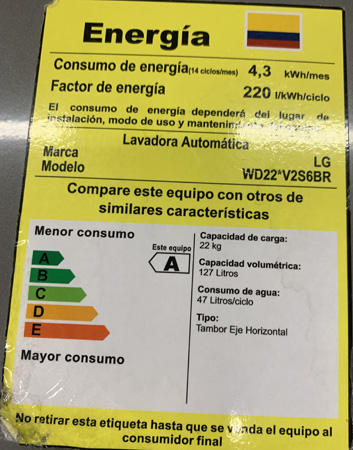 Energía
Consumo de energía(14 ciclos/mes) 4,3 kWh/mes
Factor de energía 220 l/kWh/ciclo
El consumo de energía dependerá del lugar de
instalación, modo de uso y
Lavadora Automática
Marca LG
Modelo WD22*V2S6BR
Compare este equipo con otros de
similares características
Menor consumo
A
B
C
D
E
Mayor consumo
Este equipo
A
Capacidad de carga:
22 kg
Capacidad volumétrica:
127 Litros
Consumo de agua:
47 Litros/ciclo
Tipo:
Tambor Eje Horizontal
No retirar esta etiqueta hasta que se venda el equipo al
consumidor final